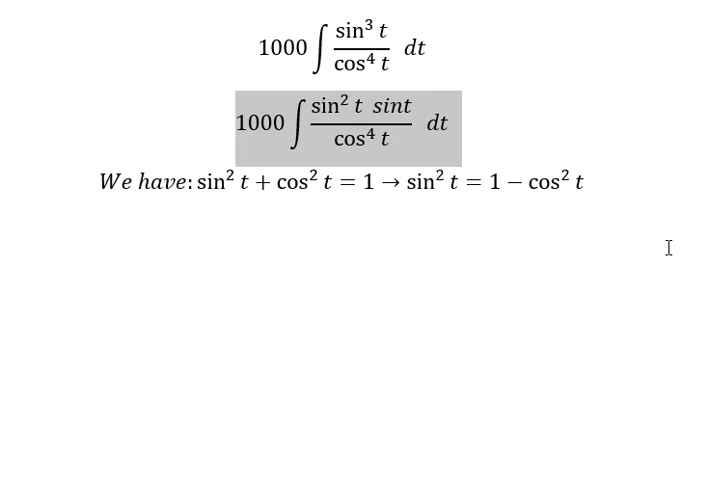 1000 ∫ sin³ t / cos⁴ t dt
1000 ∫ sin² t sint / cos⁴ t dt
We have: sin² t + cos² t = 1 → sin² t = 1 − cos² t